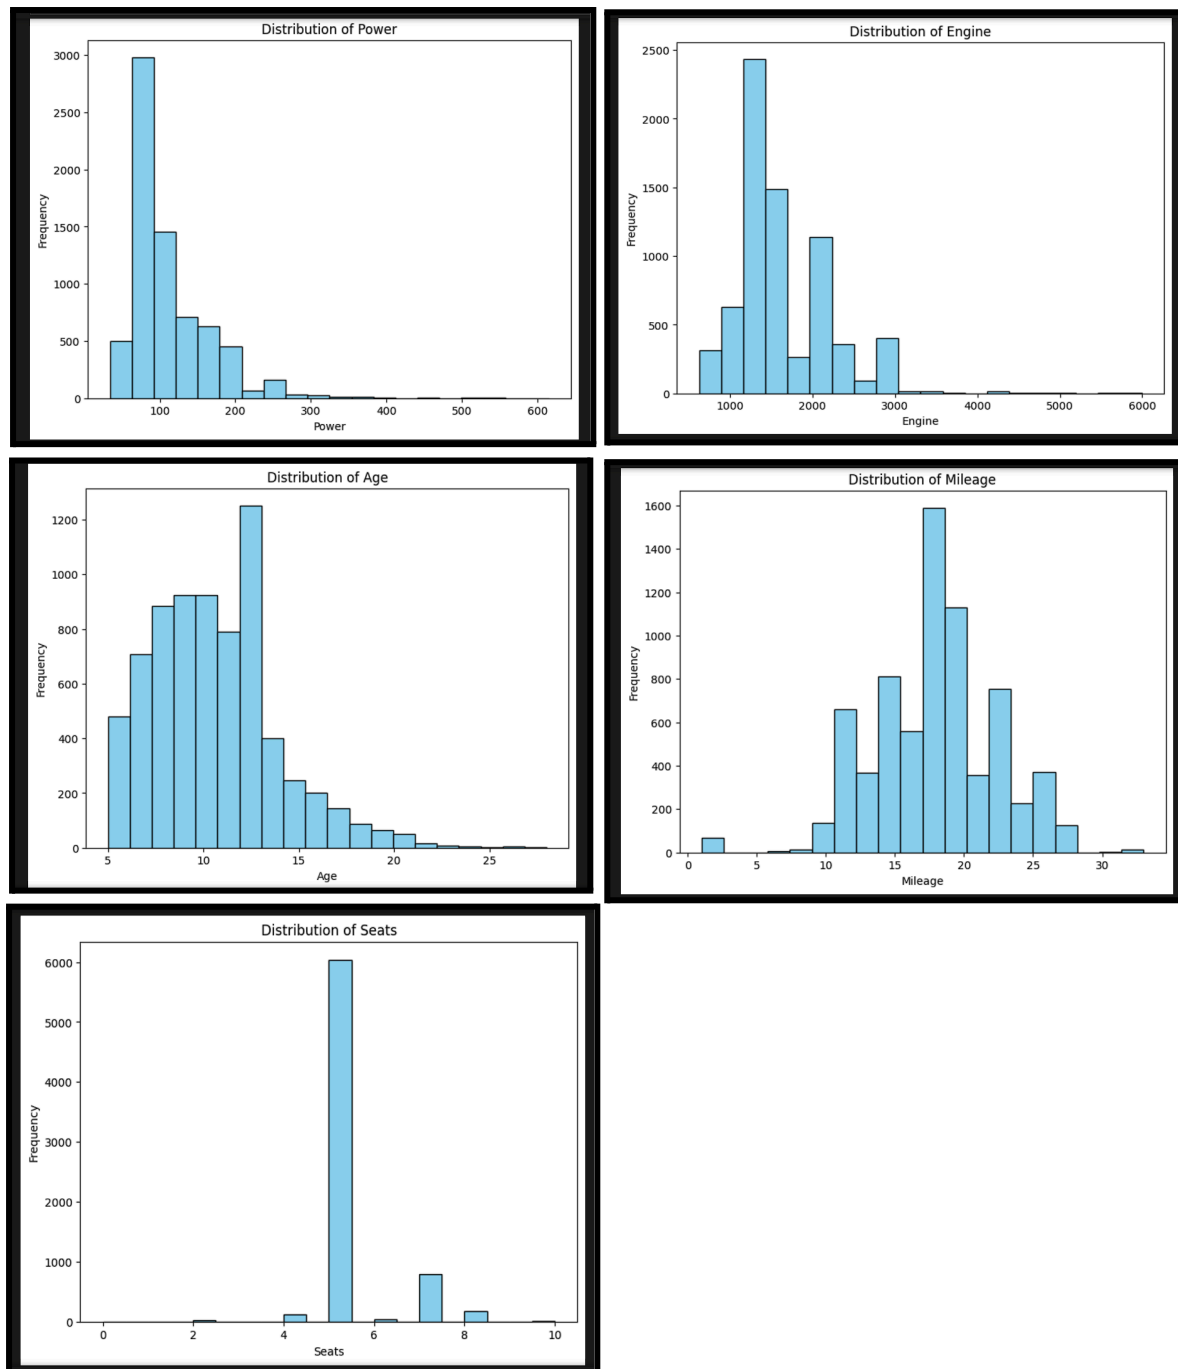 Distribution of Power
3000
2500
2000
1500
1000
500
0
Frequency
100 200 300 400 500 600
Power
Distribution of Engine
2500
2000
1500
1000
500
0
Frequency
1000 2000 3000 4000 5000 6000
Engine
Distribution of Age
1200
1000
800
600
400
200
0
Frequency
5 10 15 20 25
Age
Distribution of Mileage
1600
1400
1200
1000
800
600
400
200
0
Frequency
0 5 10 15 20 25 30
Mileage
Distribution of Seats
6000
5000
4000
3000
2000
1000
0
Frequency
0 2 4 6 8 10
Seats